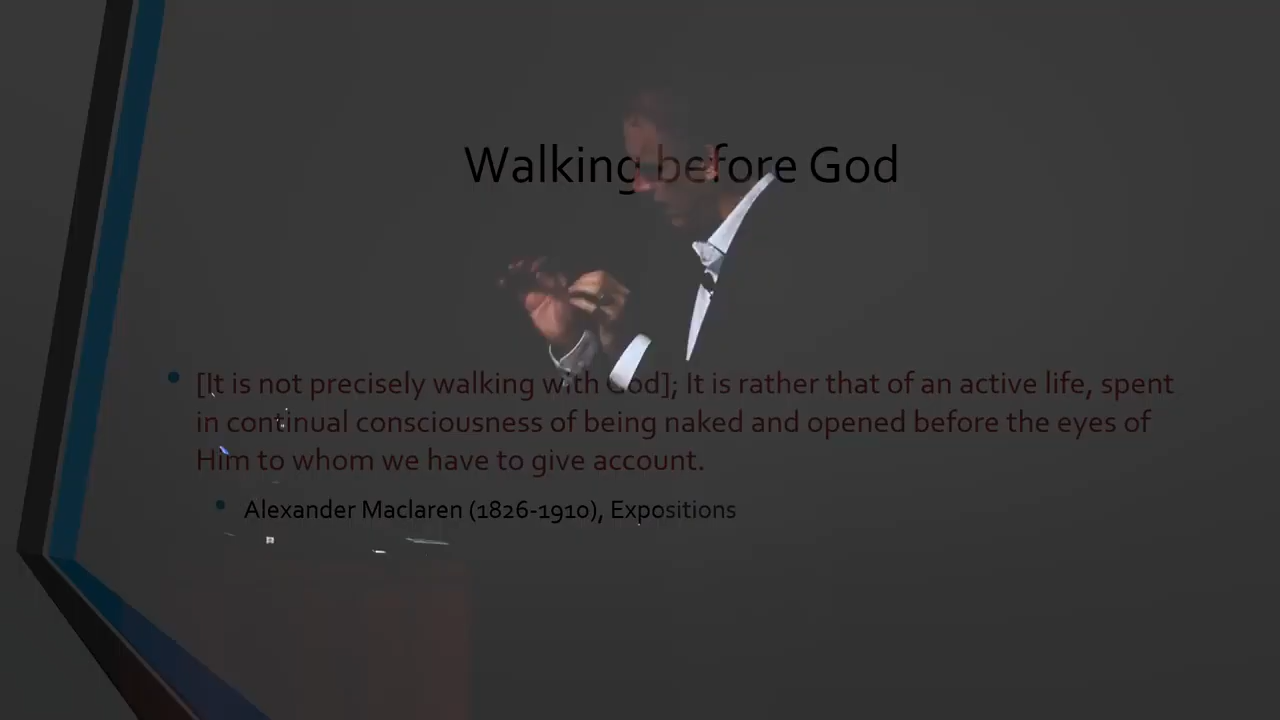 Walking before God
[It is not precisely walking with God]; It is rather that of an active life, spent
in continual consciousness of being naked and opened before the eyes of
Him to whom we have to give account.
Alexander Maclaren (1826-1910), Expositions